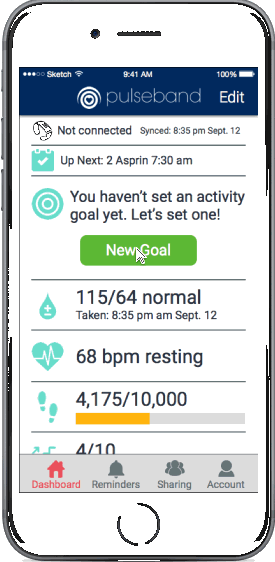 Sketch 9:41 AM 100%
pulseband Edit
Not connected Synced: 8:35 pm Sept. 12
Up Next: 2 Asprin 7:30 am
You haven't set an activity
goal yet. Let's set one!
New Goal
115/64 normal
Taken: 8:35 pm am Sept. 12
68 bpm resting
4,175/10,000
4/10
Dashboard Reminders Sharing Account